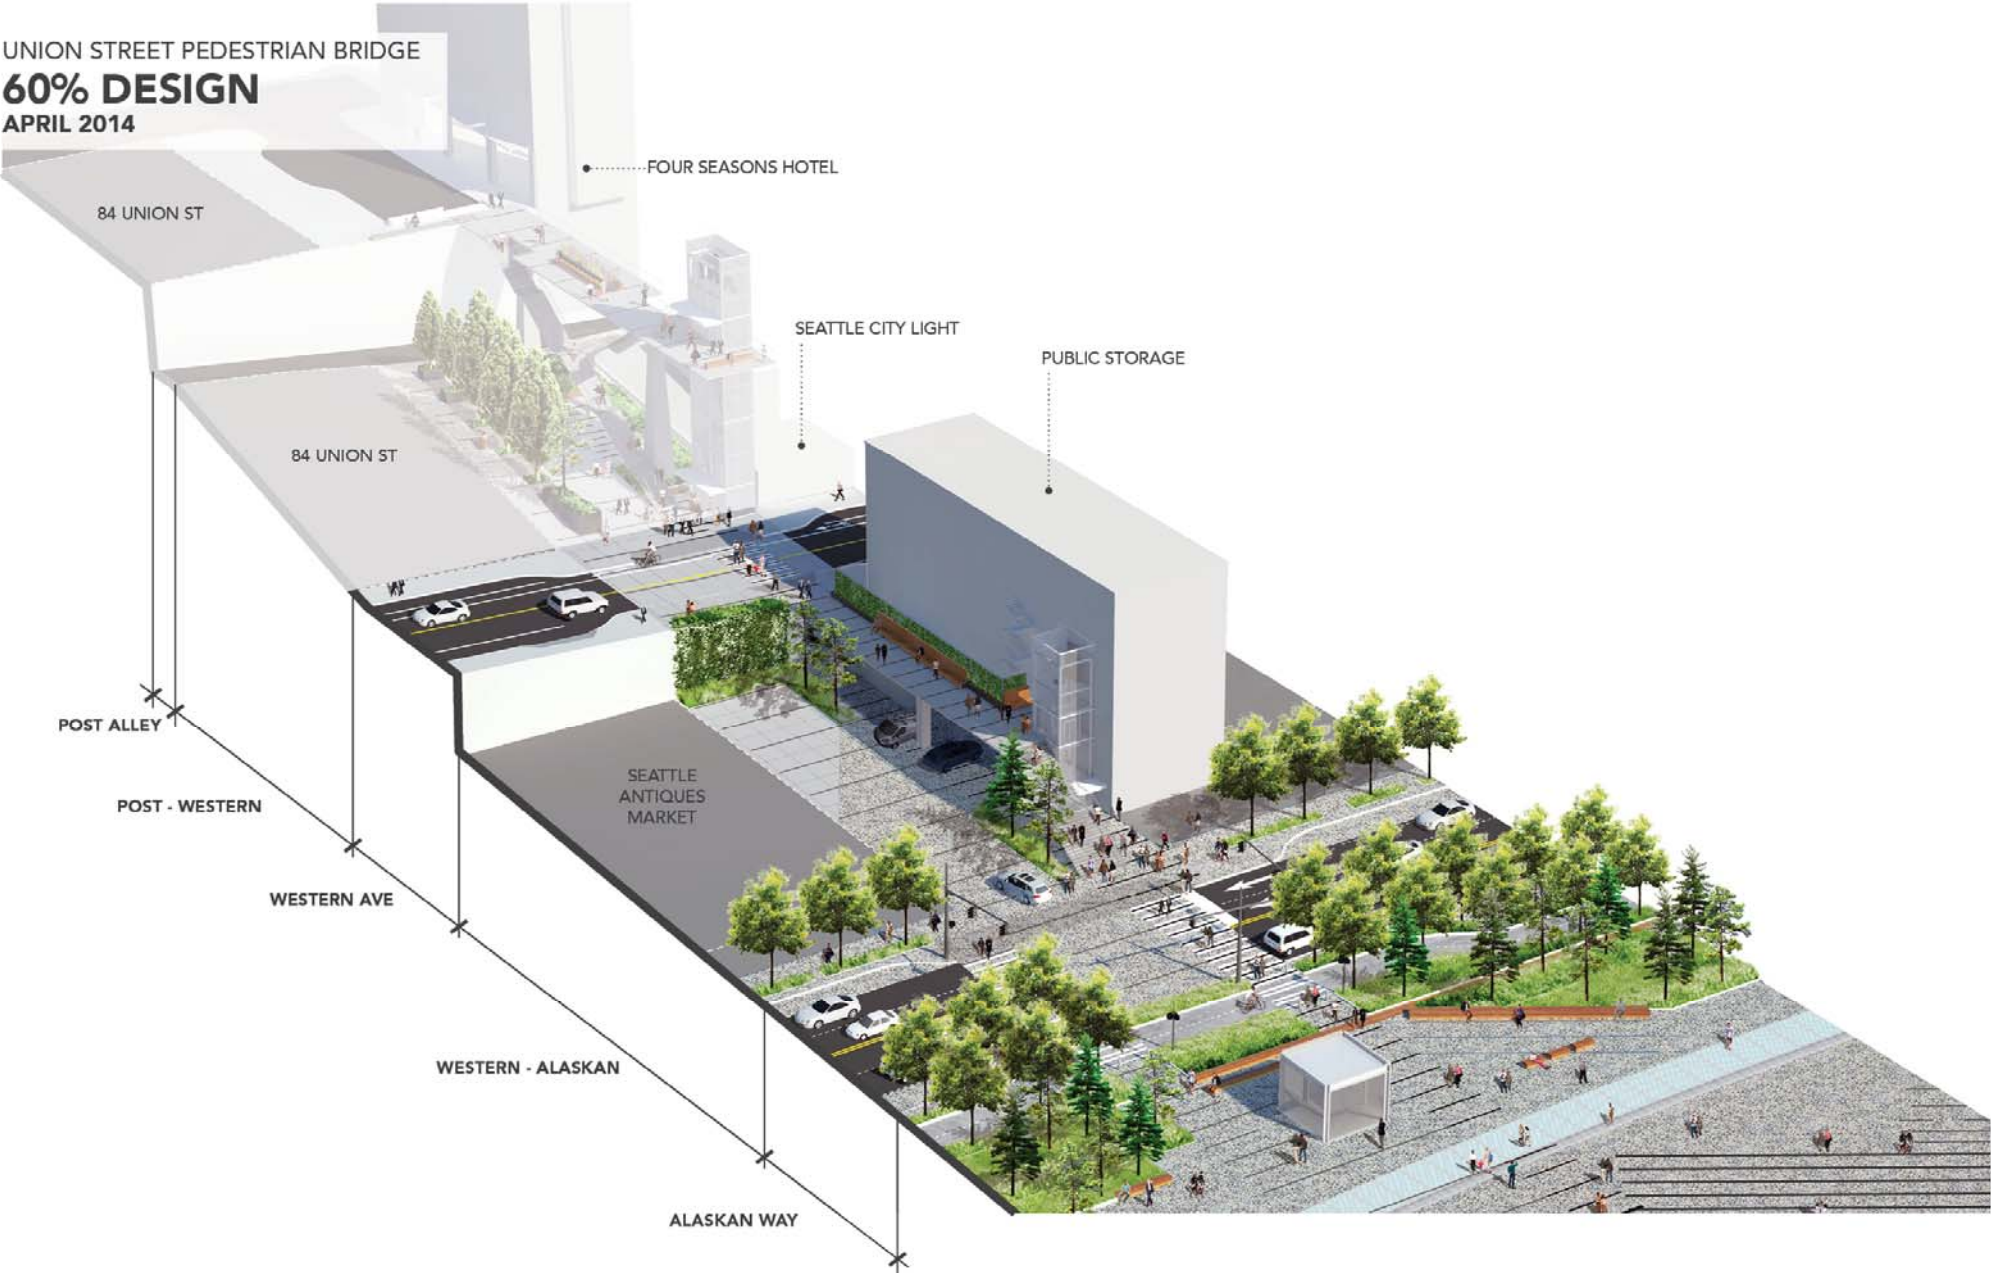 UNION STREET PEDESTRIAN BRIDGE
60% DESIGN
APRIL 2014
FOUR SEASONS HOTEL
84 UNION ST
SEATTLE CITY LIGHT
PUBLIC STORAGE
84 UNION ST
POST ALLEY
SEATTLE
ANTIQUES
MARKET
POST - WESTERN
WESTERN AVE
WESTERN - ALASKAN
ALASKAN WAY